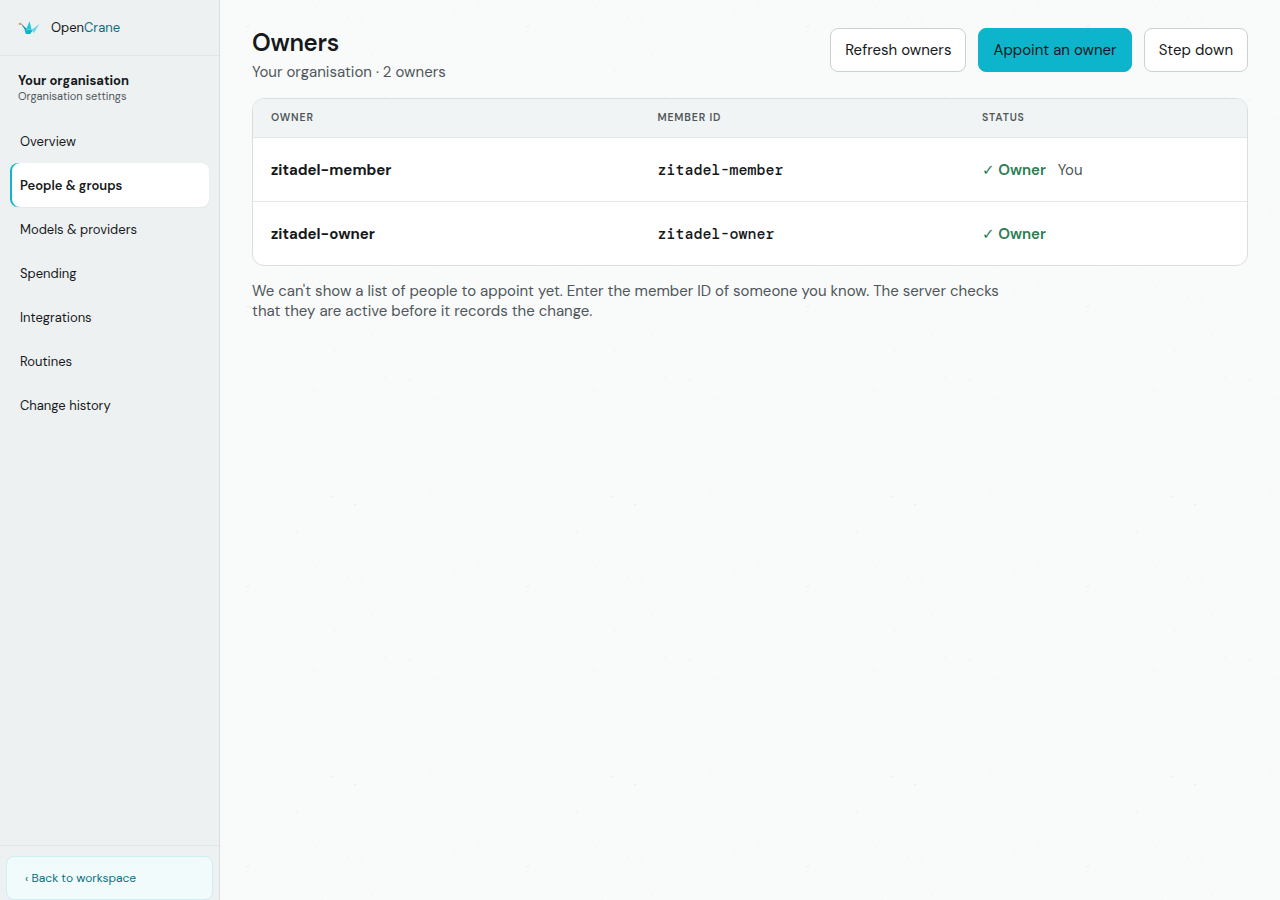 OpenCrane
Your organisation
Organisation settings
Overview
People & groups
Models & providers
Spending
Integrations
Routines
Change history
‹ Back to workspace
Owners
Your organisation · 2 owners
Refresh owners
Appoint an owner
Step down
OWNER MEMBER ID STATUS
zitadel-member zitadel-member ✓ Owner You
zitadel-owner zitadel-owner ✓ Owner
We can't show a list of people to appoint yet. Enter the member ID of someone you know. The server checks
that they are active before it records the change.